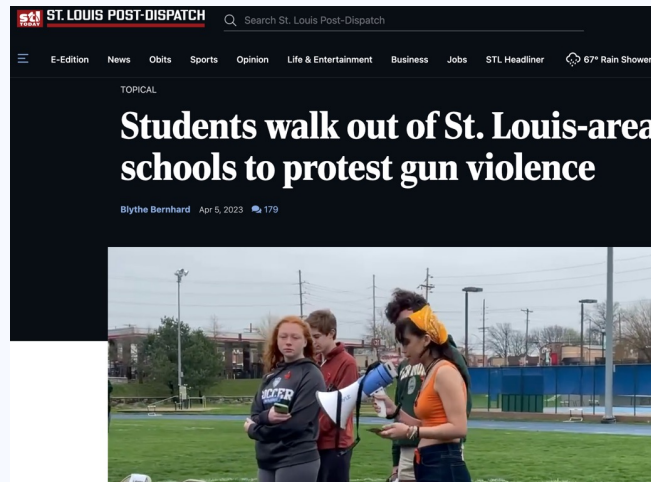 stl TODAY ST. LOUIS POST-DISPATCH Search St. Louis Post-Dispatch
E-Edition News Obits Sports Opinion Life & Entertainment Business Jobs STL Headliner 67° Rain Shower
TOPICAL
Students walk out of St. Louis-area
schools to protest gun violence
Blythe Bernhard Apr 5, 2023 179
SOCCER